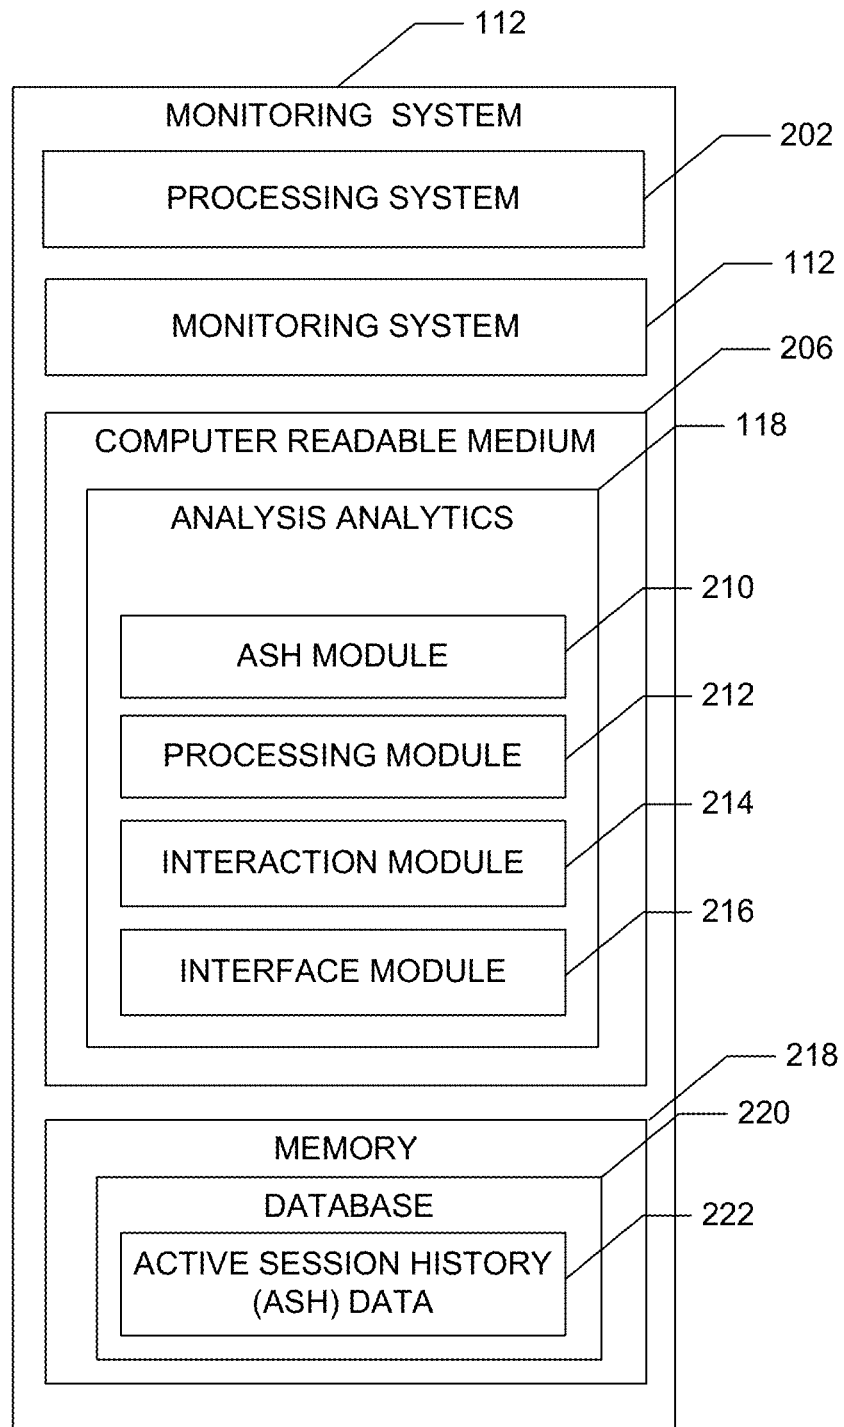 112
MONITORING SYSTEM
202
PROCESSING SYSTEM
112
MONITORING SYSTEM
206
COMPUTER READABLE MEDIUM
118
ANALYSIS ANALYTICS
210
ASH MODULE
212
PROCESSING MODULE
214
INTERACTION MODULE
216
INTERFACE MODULE
218
MEMORY
220
DATABASE
222
ACTIVE SESSION HISTORY
(ASH) DATA